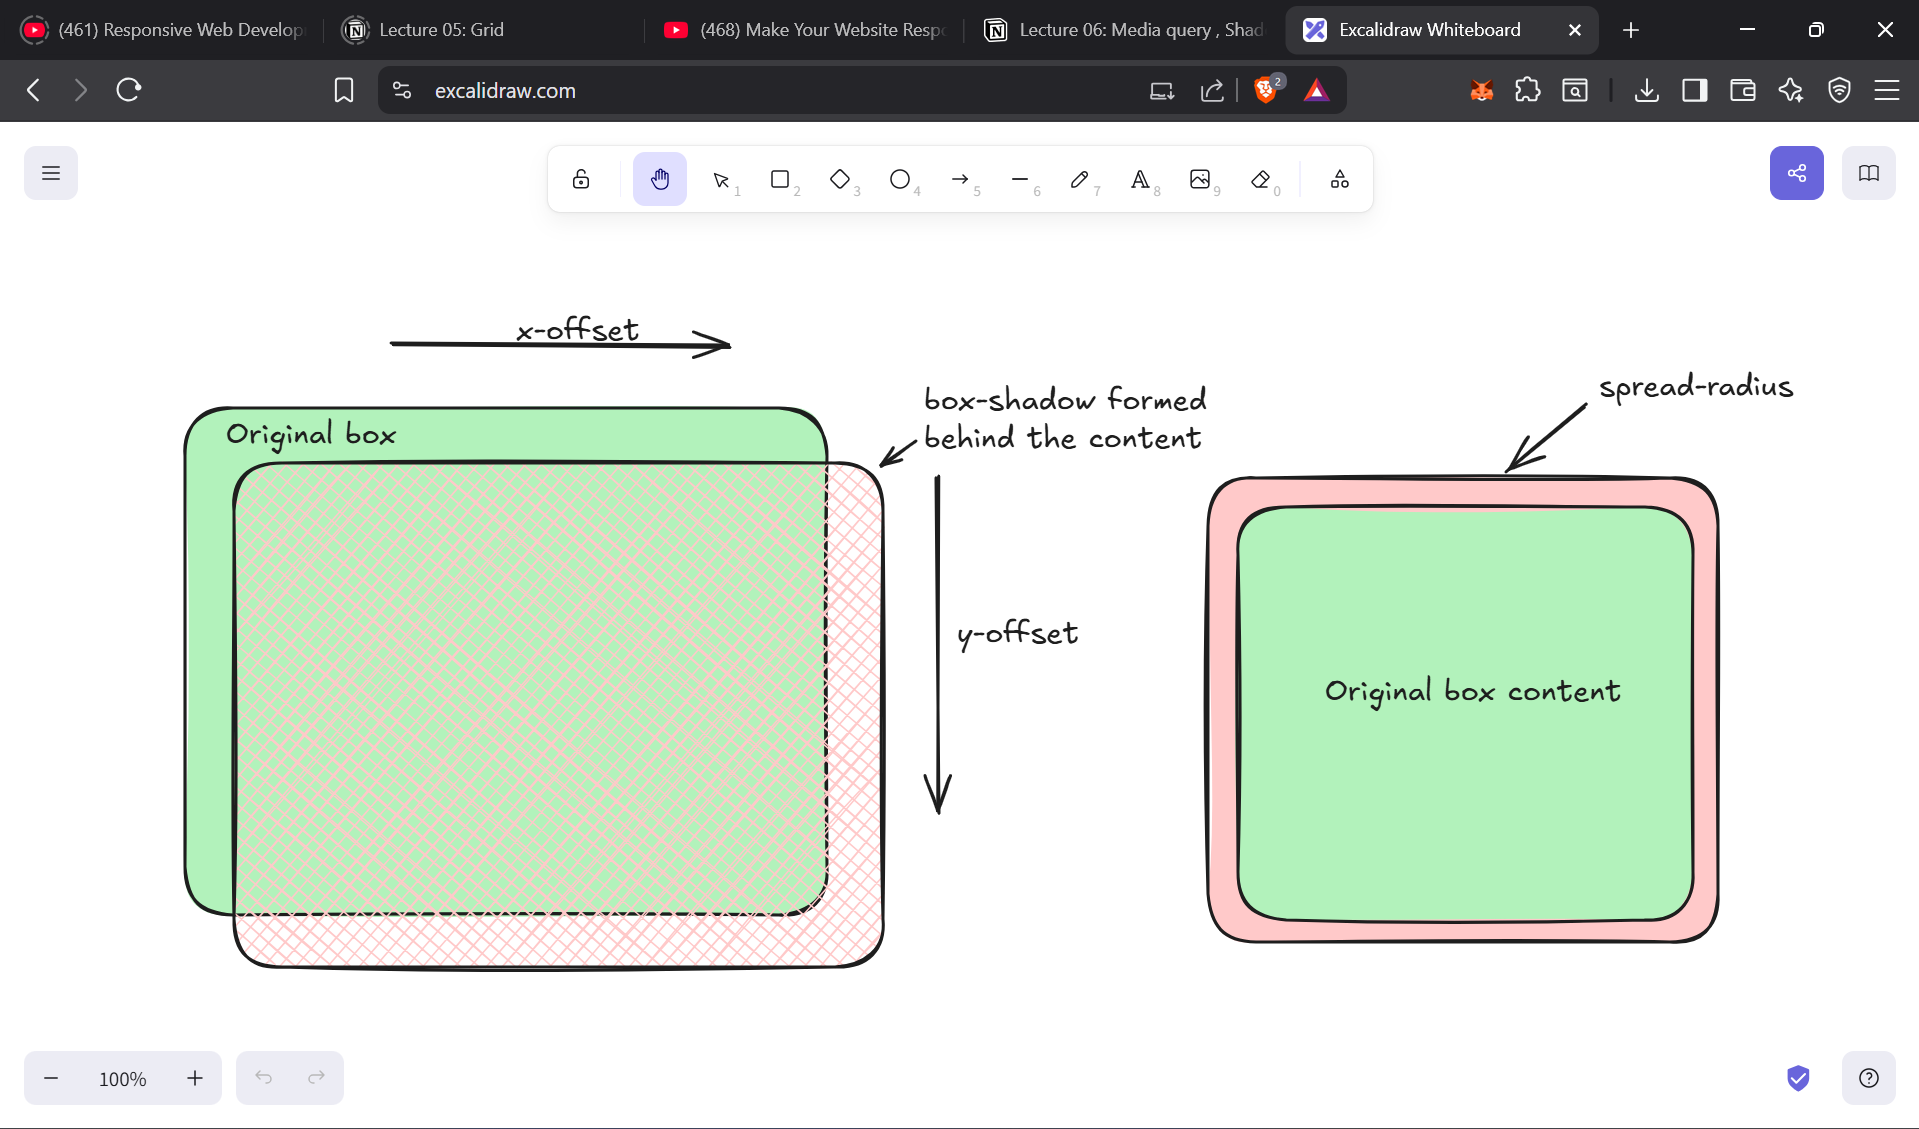 (461) Responsive Web Develop
Lecture 05: Grid
(468) Make Your Website Resp
Lecture 06: Media query , Shad
Excalidraw Whiteboard
excalidraw.com
2
1
2
3
4
5
6
7
8
9
0
x-offset
Original box
box-shadow formed
behind the content
y-offset
spread-radius
Original box content
100%